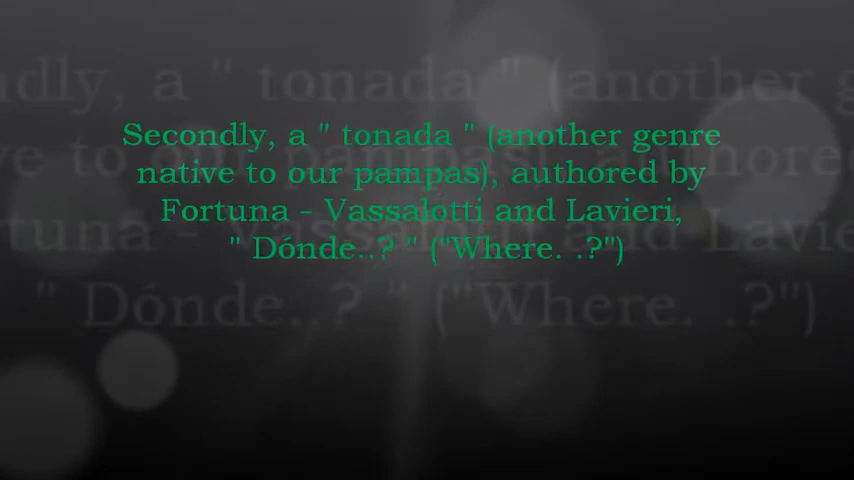 Secondly, a " tonada " (another genre
native to our pampas), authored by
Fortuna - Vassalotti and Lavieri,
" Dónde..? " ("Where. .?")